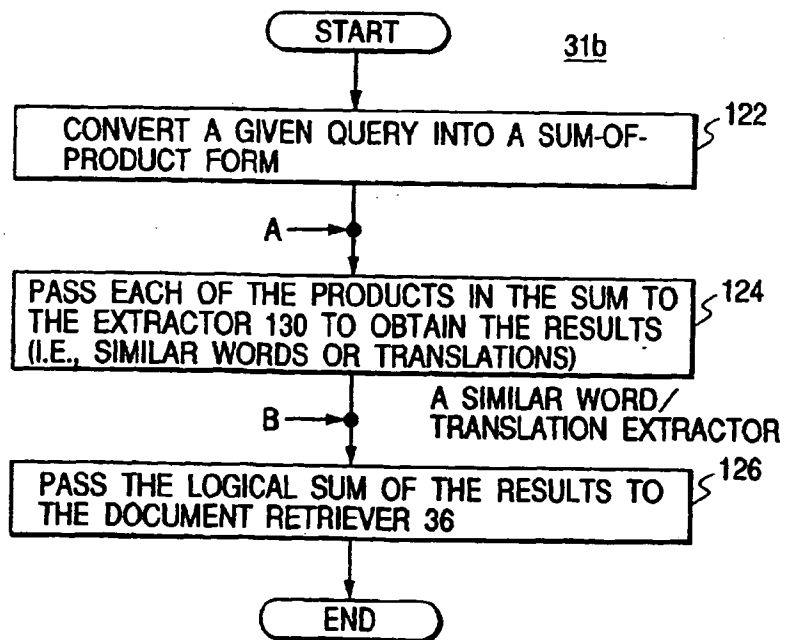 START
31b
CONVERT A GIVEN QUERY INTO A SUM-OF-
PRODUCT FORM
122
A
PASS EACH OF THE PRODUCTS IN THE SUM TO
THE EXTRACTOR 130 TO OBTAIN THE RESULTS
(I.E., SIMILAR WORDS OR TRANSLATIONS)
124
B
A SIMILAR WORD/
TRANSLATION EXTRACTOR
PASS THE LOGICAL SUM OF THE RESULTS TO
THE DOCUMENT RETRIEVER 36
126
END